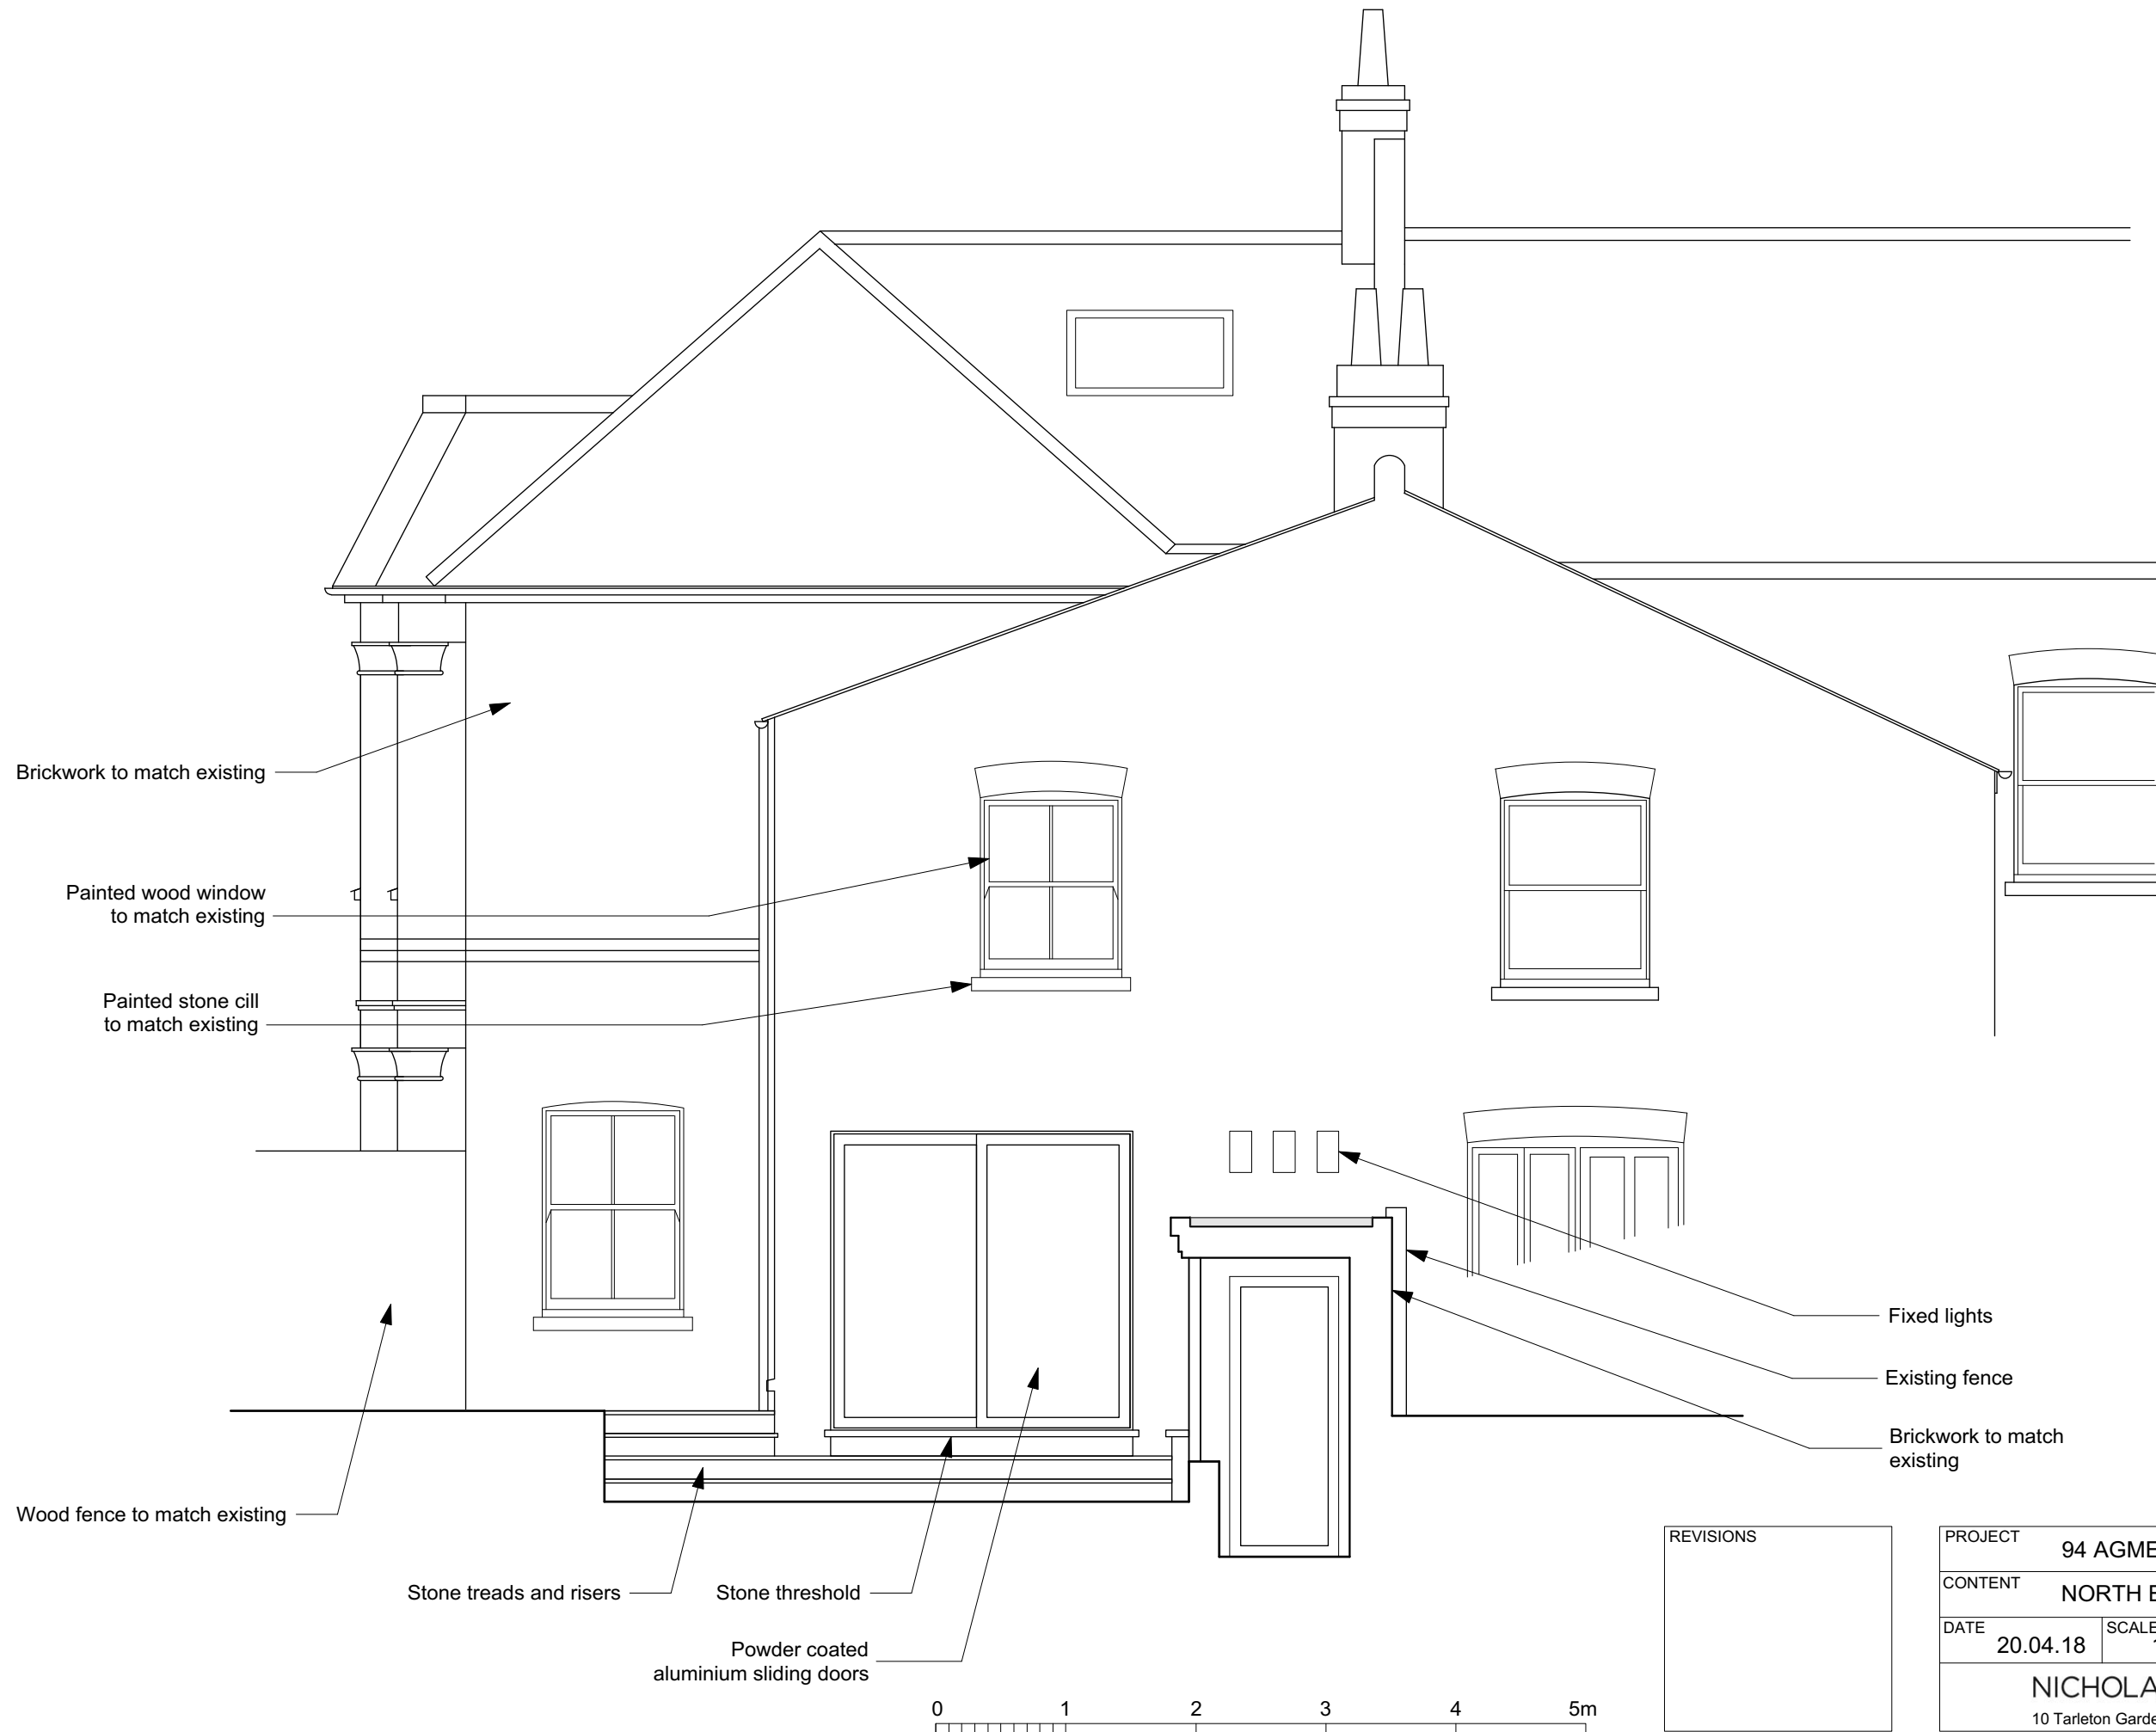 Brickwork to match existing
Painted wood window
to match existing
Painted stone cill
to match existing
Fixed lights
Existing fence
Brickwork to match
existing
Wood fence to match existing
Stone treads and risers
Stone threshold
Powder coated
aluminium sliding doors
0 1 2 3 4 5m
REVISIONS
PROJECT
94
CONTENT
NORTH
DATE
20.04.18
SCALE
10 Tarleton